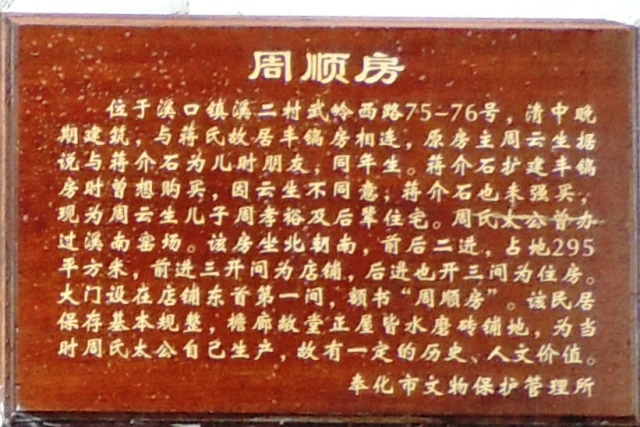 周顺房
位于溪口镇溪二村武岭西路75-76号，清中晚
期建筑，与蒋氏故居丰镐房相连，原房主周云生据
说与蒋介石为儿时朋友，同年生。蒋介石扩建丰镐
房时曾想购买，因云生不同意，蒋介石也未强买，
现为周云生儿子周孝裕及后辈住宅。周氏太公曾办
过溪南窑场。该房坐北朝南，前后二进，占地295
平方米，前进三开间为店铺，后进也开三间为住房。
大门设在店铺东首第一间，额书“周顺房”。该民居
保存基本规整，檐廊敞堂正屋皆水磨砖铺地，为当
时周氏太公自己生产，故有一定的历史、人文价值。
奉化市文物保护管理所